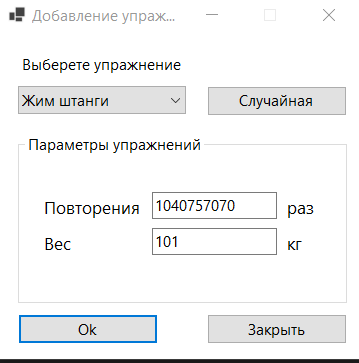 Добавление упраж...
Выберете упражнение
Жим штанги
Случайная
Параметры упражнений
Повторения 1040757070 раз
Вес 101 кг
Ok
Закрыть